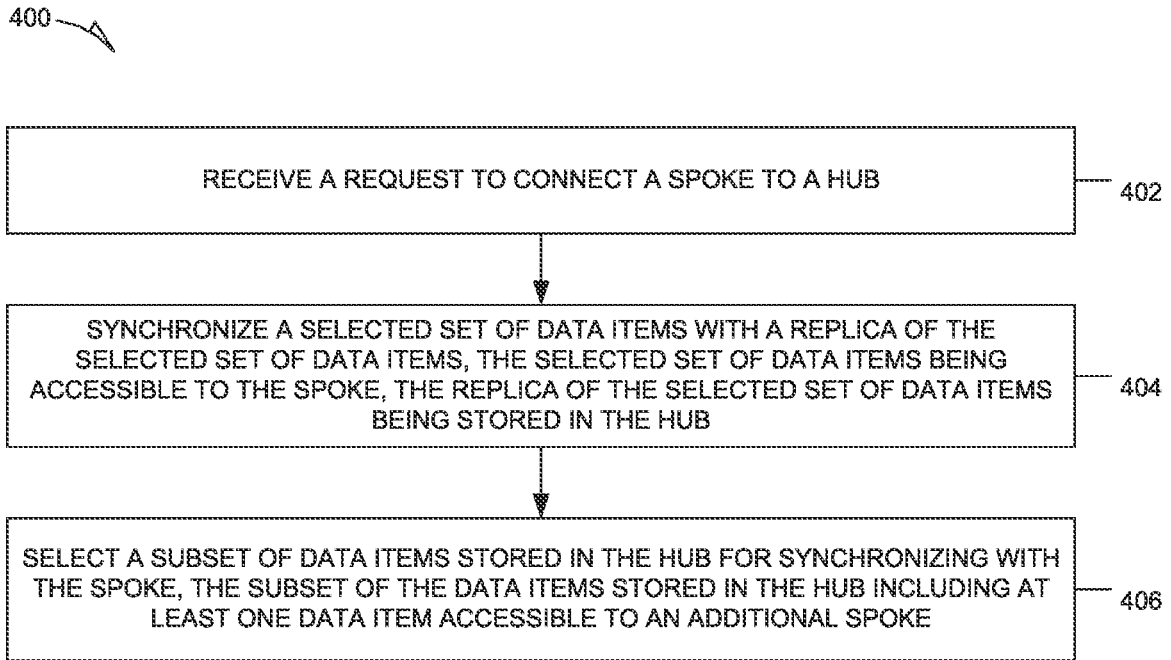 400
RECEIVE A REQUEST TO CONNECT A SPOKE TO A HUB
402
SYNCHRONIZE A SELECTED SET OF DATA ITEMS WITH A REPLICA OF THE
SELECTED SET OF DATA ITEMS, THE SELECTED SET OF DATA ITEMS BEING
ACCESSIBLE TO THE SPOKE, THE REPLICA OF THE SELECTED SET OF DATA ITEMS
BEING STORED IN THE HUB
404
SELECT A SUBSET OF DATA ITEMS STORED IN THE HUB FOR SYNCHRONIZING WITH
THE SPOKE, THE SUBSET OF THE DATA ITEMS STORED IN THE HUB INCLUDING AT
LEAST ONE DATA ITEM ACCESSIBLE TO AN ADDITIONAL SPOKE
406